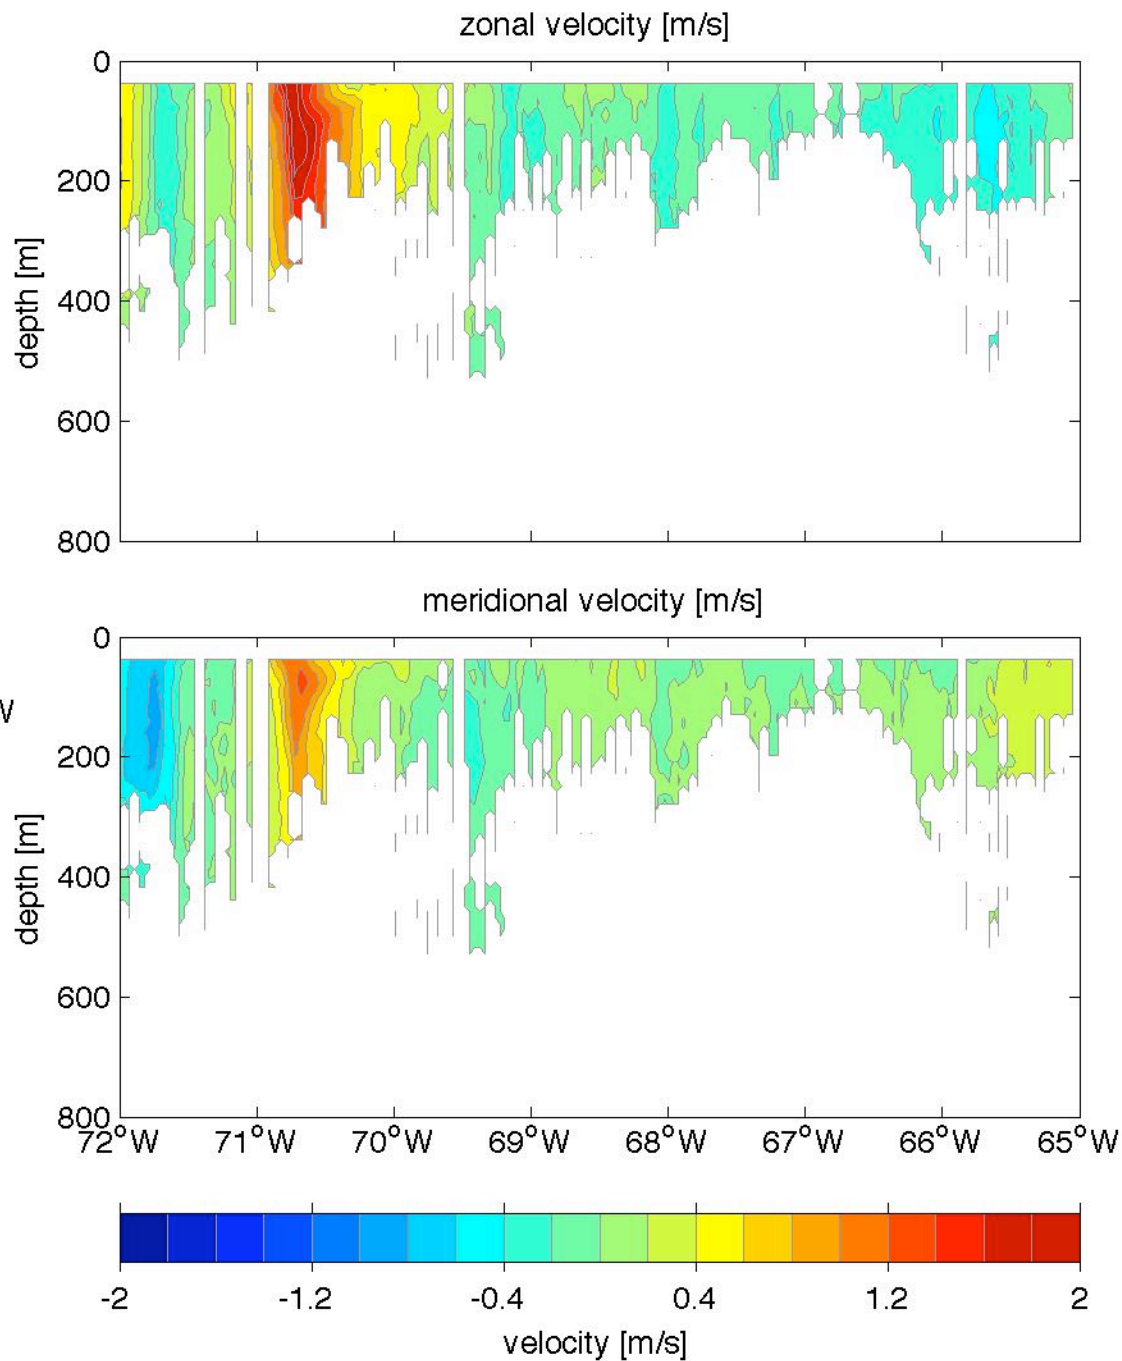 zonal velocity [m/s]
0
200
400
600
800
depth [m]
meridional velocity [m/s]
0
200
400
600
800
depth [m]
W
72°W 71°W 70°W 69°W 68°W 67°W 66°W 65°W
-2 -1.2 -0.4 0.4 1.2 2
velocity [m/s]